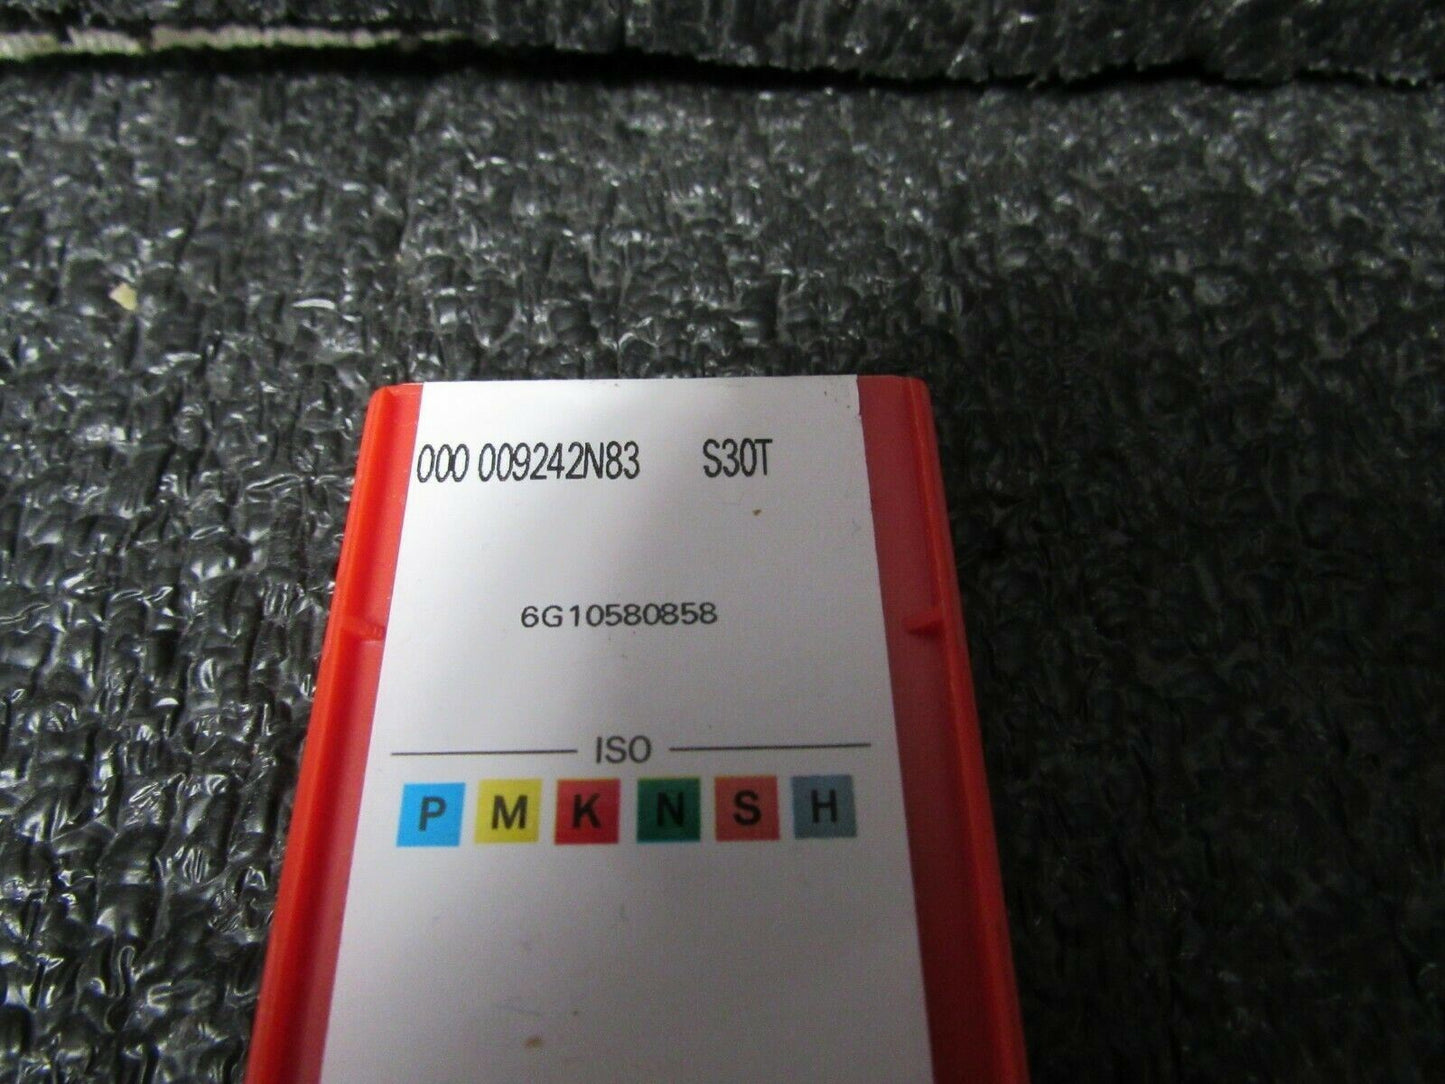 000 009242N83 S30T
6G10580858
ISO
P M K N S H